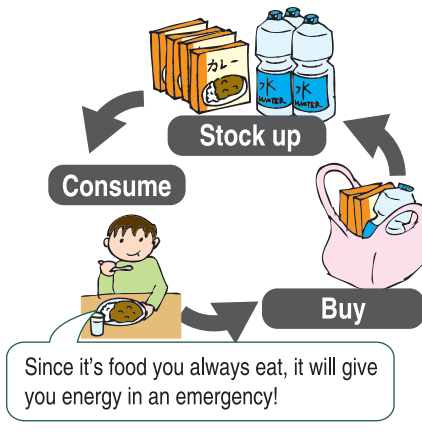 カレー
水
WATER
水
WATER
Stock up
Consume
Buy
Since it's food you always eat, it will give
you energy in an emergency!